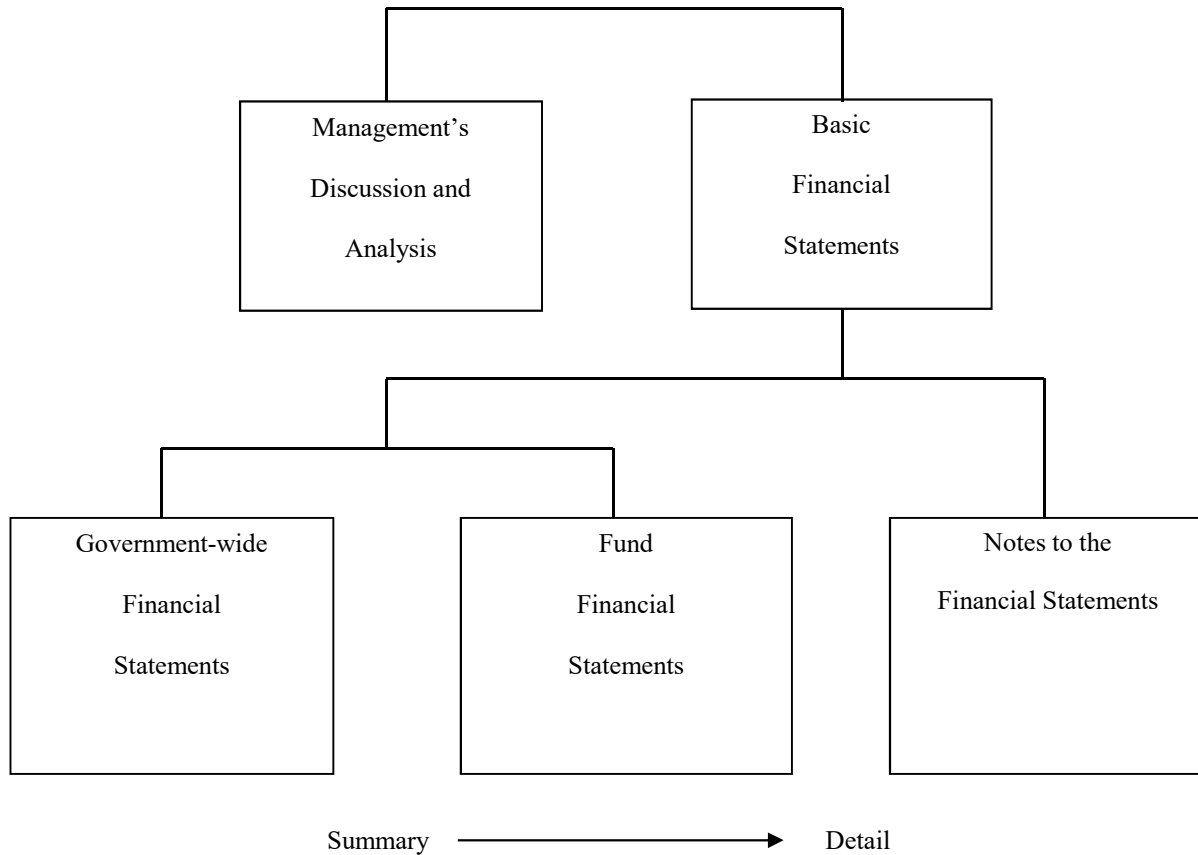 Management’s
Discussion and
Analysis
Basic
Financial
Statements
Government-wide
Financial
Statements
Fund
Financial
Statements
Notes to the
Financial Statements
Summary
Detail